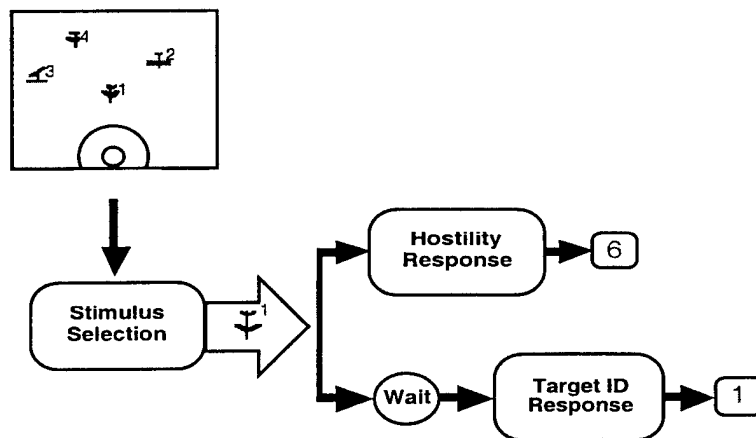 4
2
3
1
Hostility
Response
6
Stimulus
Selection
1
Wait
Target ID
Response
1